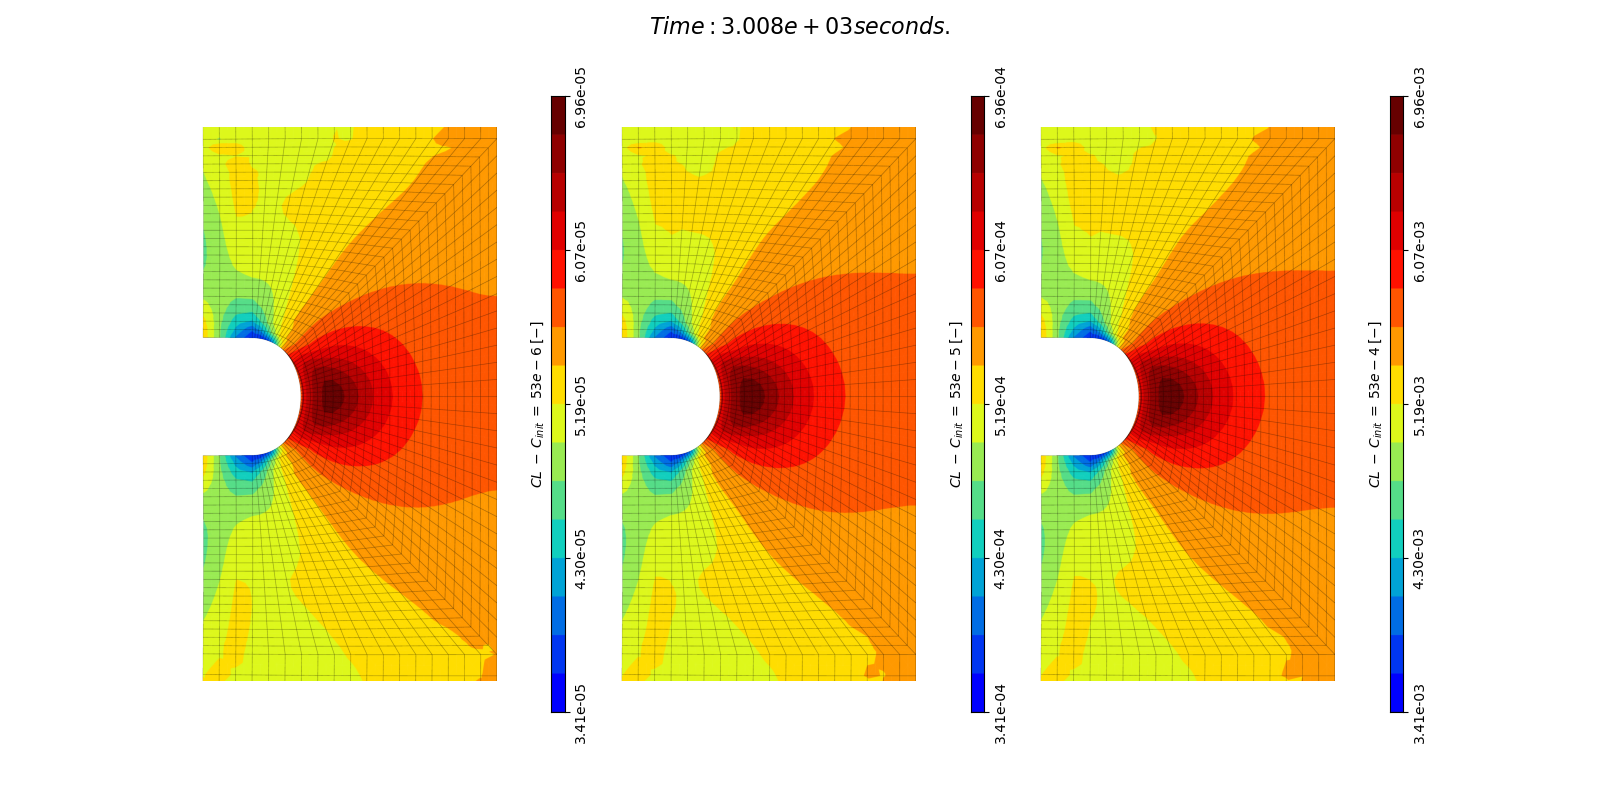 Time : 3.008e + 03seconds.
6.96e-05
6.07e-05
5.19e-05
4.30e-05
3.41e-05
CL − C_init = 53e − 6 [−]
6.96e-04
6.07e-04
5.19e-04
4.30e-04
3.41e-04
CL − C_init = 53e − 5 [−]
6.96e-03
6.07e-03
5.19e-03
4.30e-03
3.41e-03
CL − C_init = 53e − 4 [−]